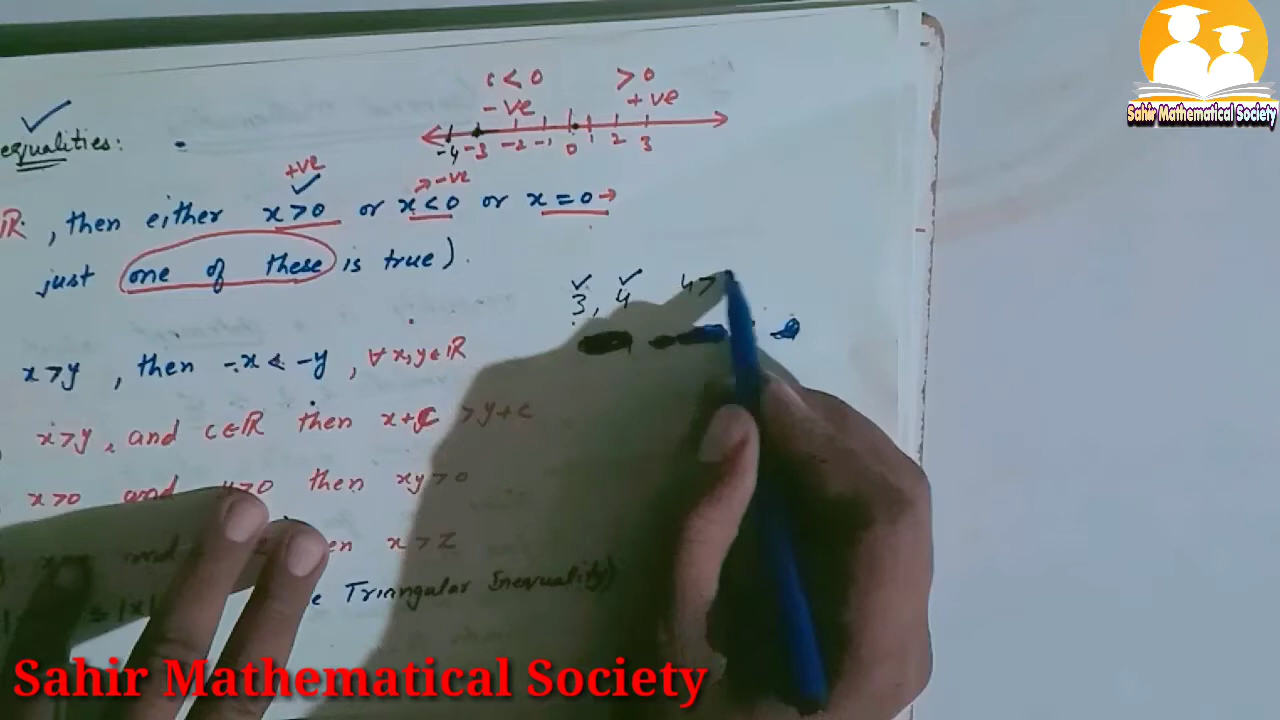 Sahir Mathematical Society
c < 0 > 0
-ve +ve
-4 -3 -2 -1 0 1 2 3
equalities:
+ve -ve
ℝ, then either x>0 or x<0 or x=0
just one of these is true).
3, 4 4>
x>y, then -x < -y, ∀ x,y∈ℝ
x>y, and c∈ℝ then x+c >y+c
x>0 and y>0 then xy>0
x>z
Triangular Inequality)
Sahir Mathematical Society